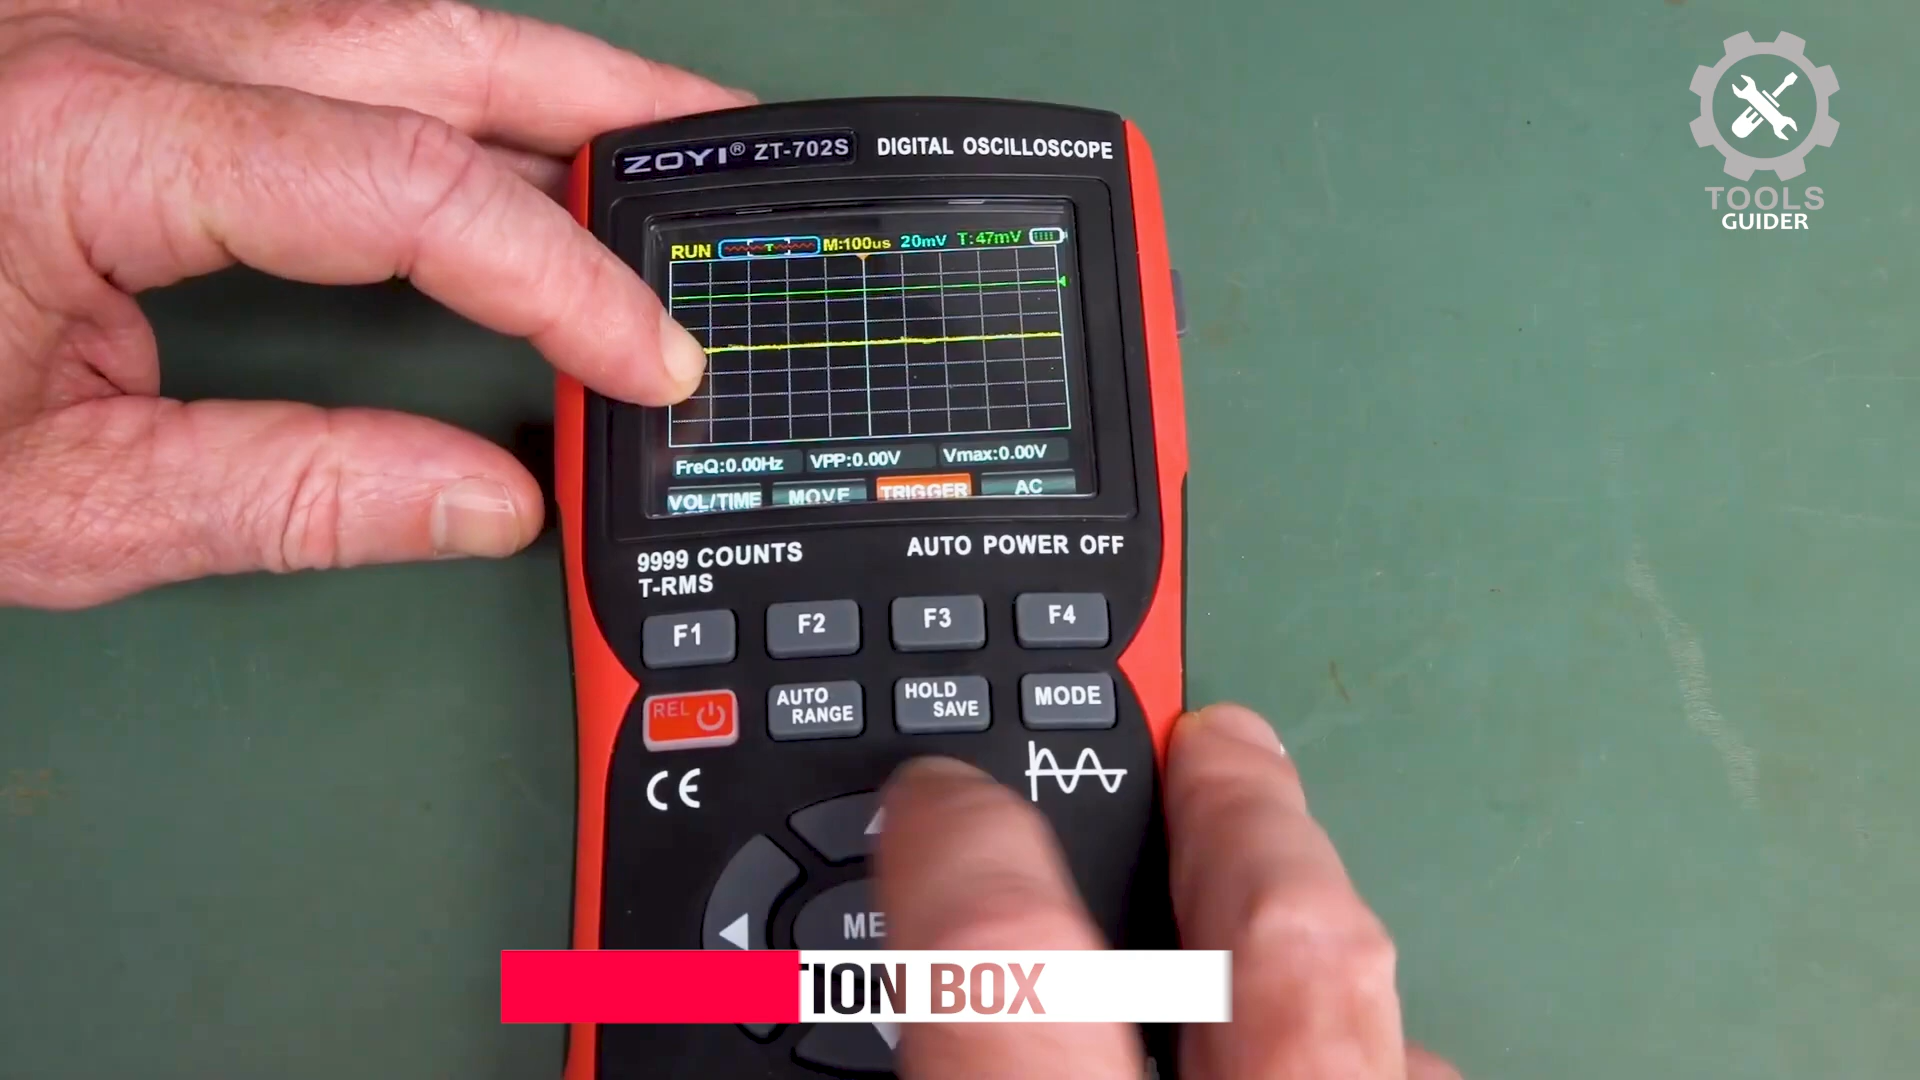 ZOYI® ZT-702S DIGITAL OSCILLOSCOPE
RUN T M:100us 20mV T:47mV
FreQ:0.00Hz VPP:0.00V Vmax:0.00V
VOL/TIME MOVE TRIGGER AC
9999 COUNTS AUTO POWER OFF
T-RMS
F1 F2 F3 F4
REL AUTO RANGE HOLD SAVE MODE
CE
TION BOX
TOOLS
GUIDER